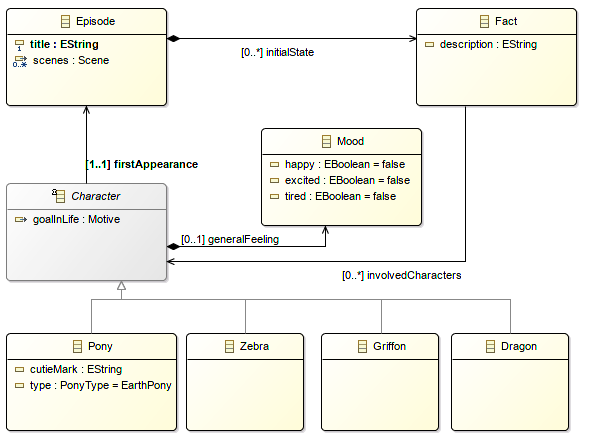 Episode
1 title : EString
0..* scenes : Scene
Fact
description : EString
[0..*] initialState
Mood
happy : EBoolean = false
excited : EBoolean = false
tired : EBoolean = false
[1..1] firstAppearance
a Character
goalInLife : Motive
[0..1] generalFeeling
[0..*] involvedCharacters
Pony
cutieMark : EString
type : PonyType = EarthPony
Zebra
Griffon
Dragon